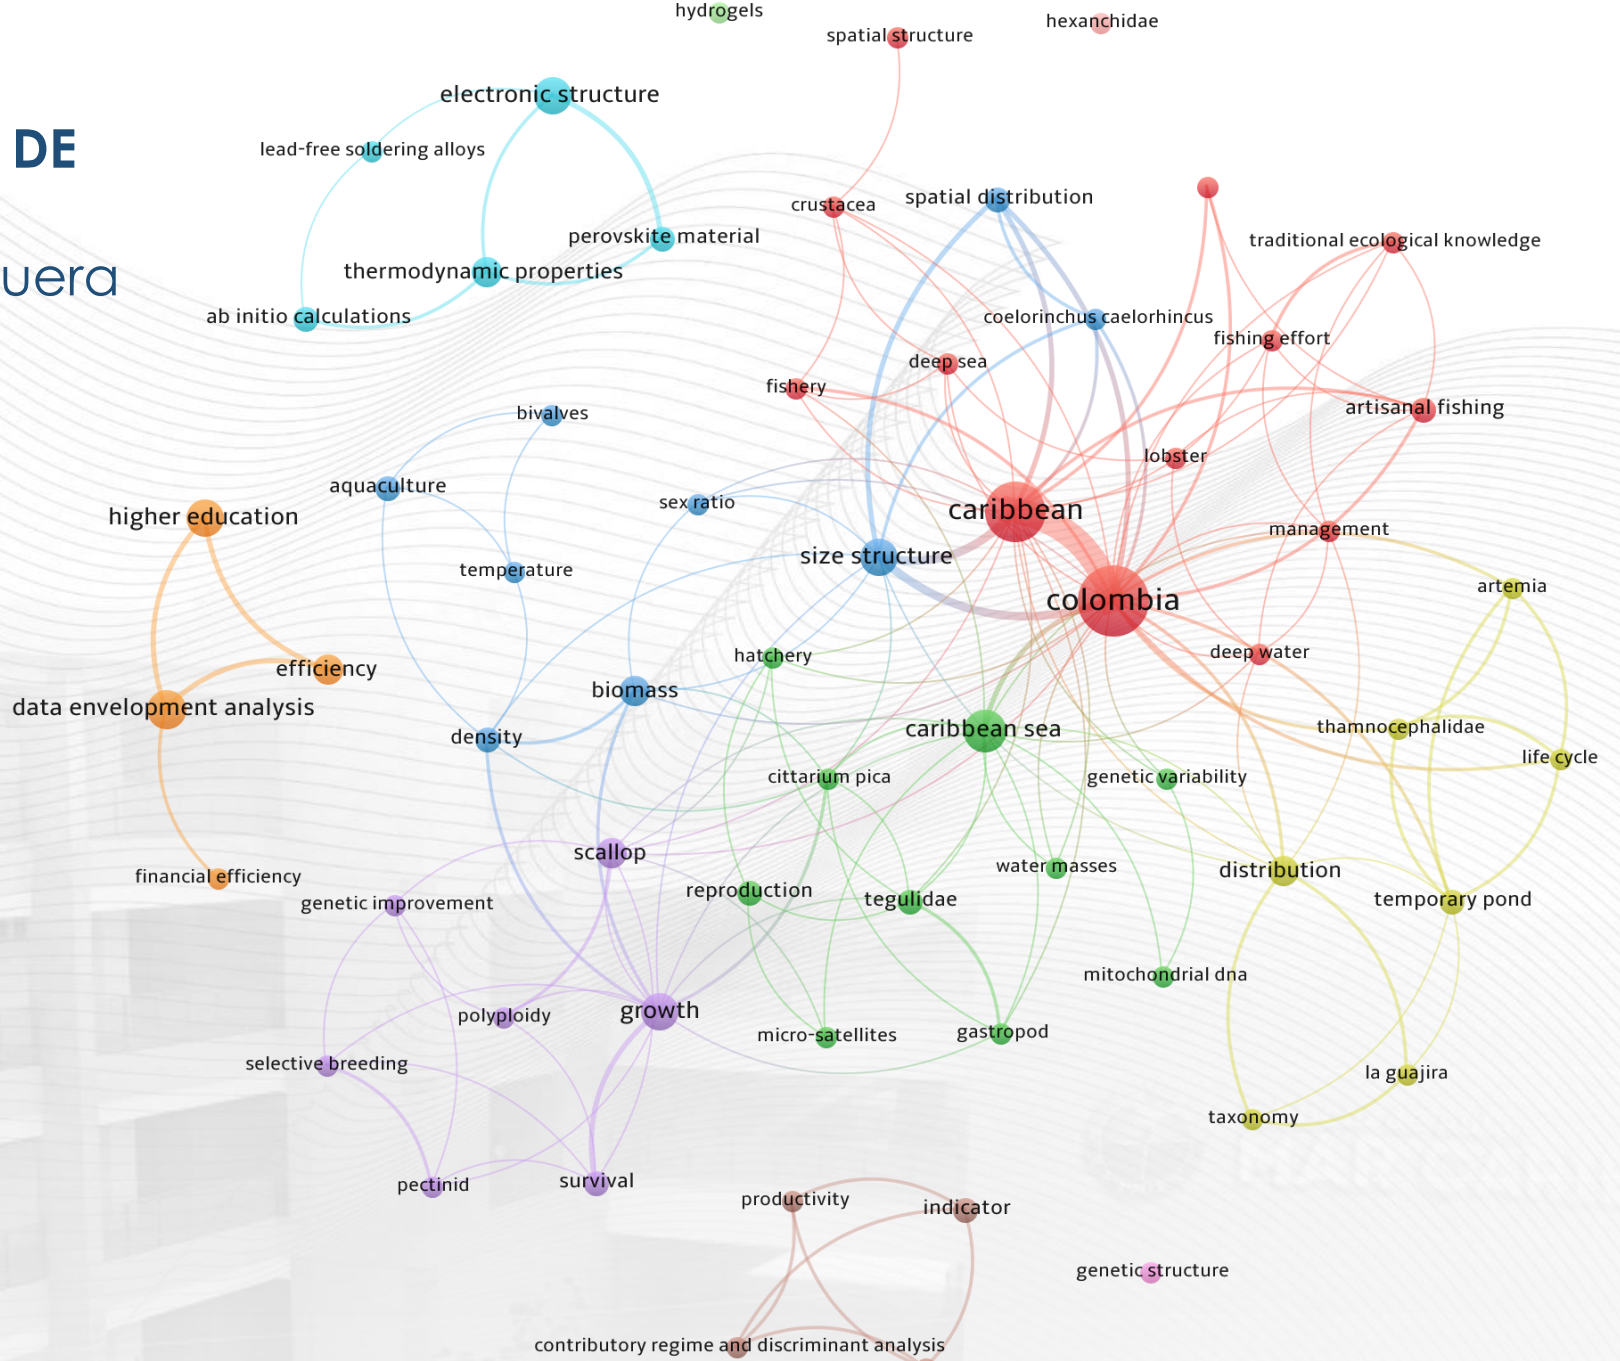 hydrogels
hexanchidae
spatial structure
electronic structure
DE
lead-free soldering alloys
spatial distribution
crustacea
perovskite material
traditional ecological knowledge
thermodynamic properties
uera
ab initio calculations
coelorinchus caelorhincus
fishing effort
deep sea
fishery
bivalves
artisanal fishing
lobster
aquaculture
sex ratio
caribbean
higher education
management
size structure
temperature
artemia
colombia
hatchery
deep water
efficiency
biomass
data envelopment analysis
caribbean sea
thamnocephalidae
density
life cycle
cittarium pica
genetic variability
scallop
water masses
distribution
financial efficiency
reproduction
tegulidae
temporary pond
genetic improvement
mitochondrial dna
growth
polyploidy
micro-satellites
gastropod
selective breeding
la guajira
taxonomy
survival
pectinid
productivity
indicator
genetic structure
contributory regime and discriminant analysis